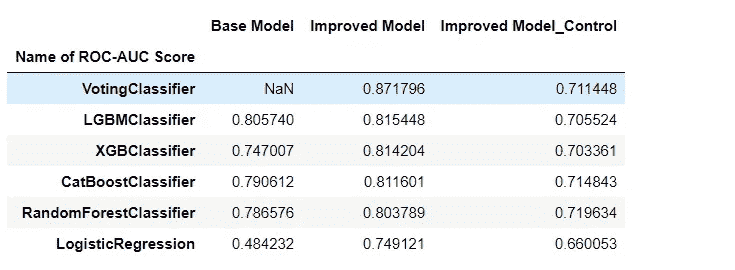 Base Model Improved Model Improved Model_Control
Name of ROC-AUC Score
VotingClassifier NaN 0.871796 0.711448
LGBMClassifier 0.805740 0.815448 0.705524
XGBClassifier 0.747007 0.814204 0.703361
CatBoostClassifier 0.790612 0.811601 0.714843
RandomForestClassifier 0.786576 0.803789 0.719634
LogisticRegression 0.484232 0.749121 0.660053